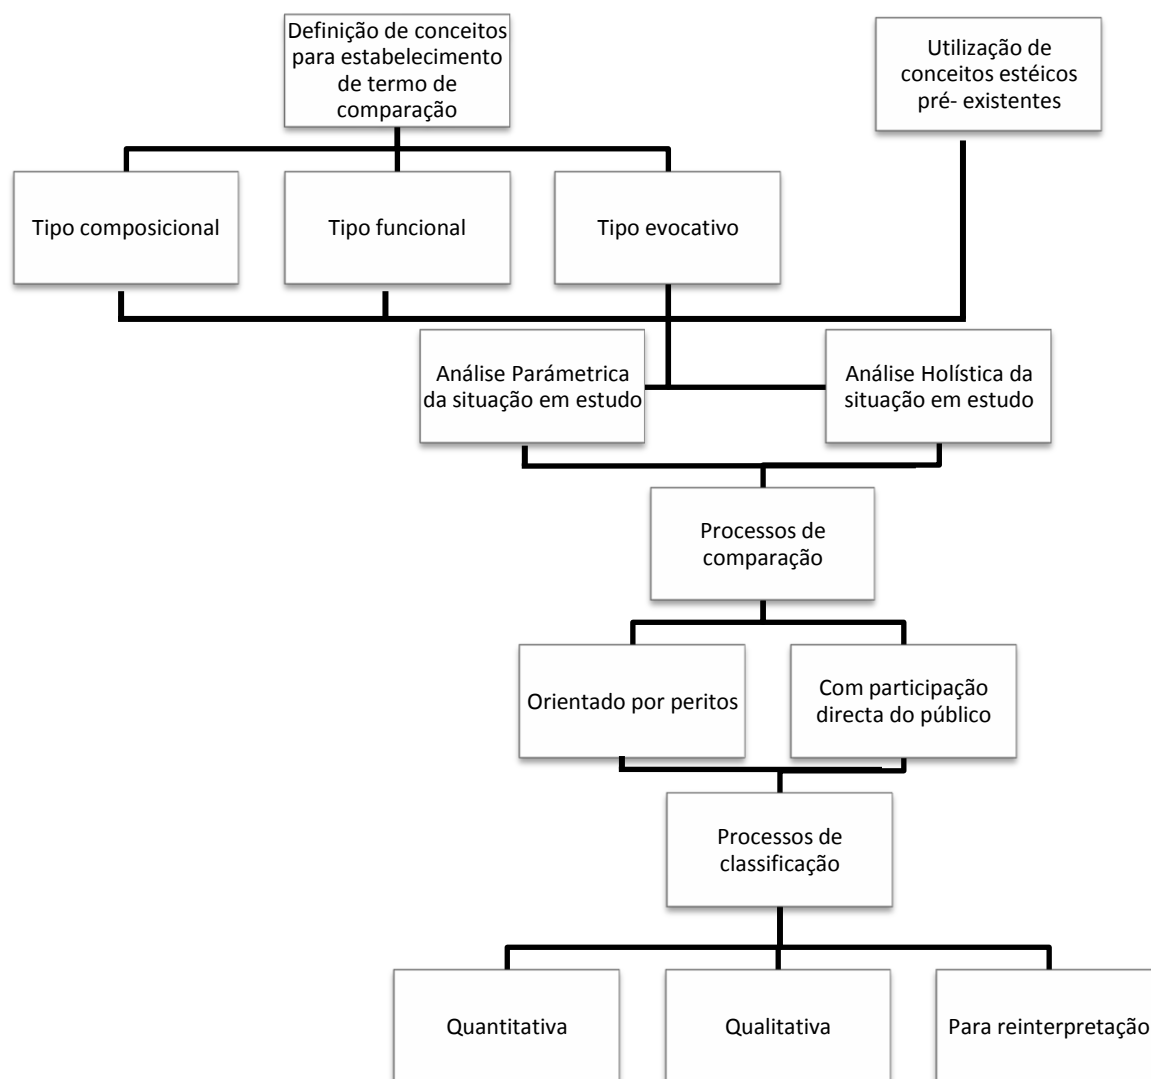 Definição de conceitos
para estabelecimento
de termo de
comparação
Utilização de
conceitos estéicos
pré- existentes
Tipo composicional
Tipo funcional
Tipo evocativo
Análise Parámetrica
da situação em estudo
Análise Holística da
situação em estudo
Processos de
comparação
Orientado por peritos
Com participação
directa do público
Processos de
classificação
Quantitativa
Qualitativa
Para reinterpretação